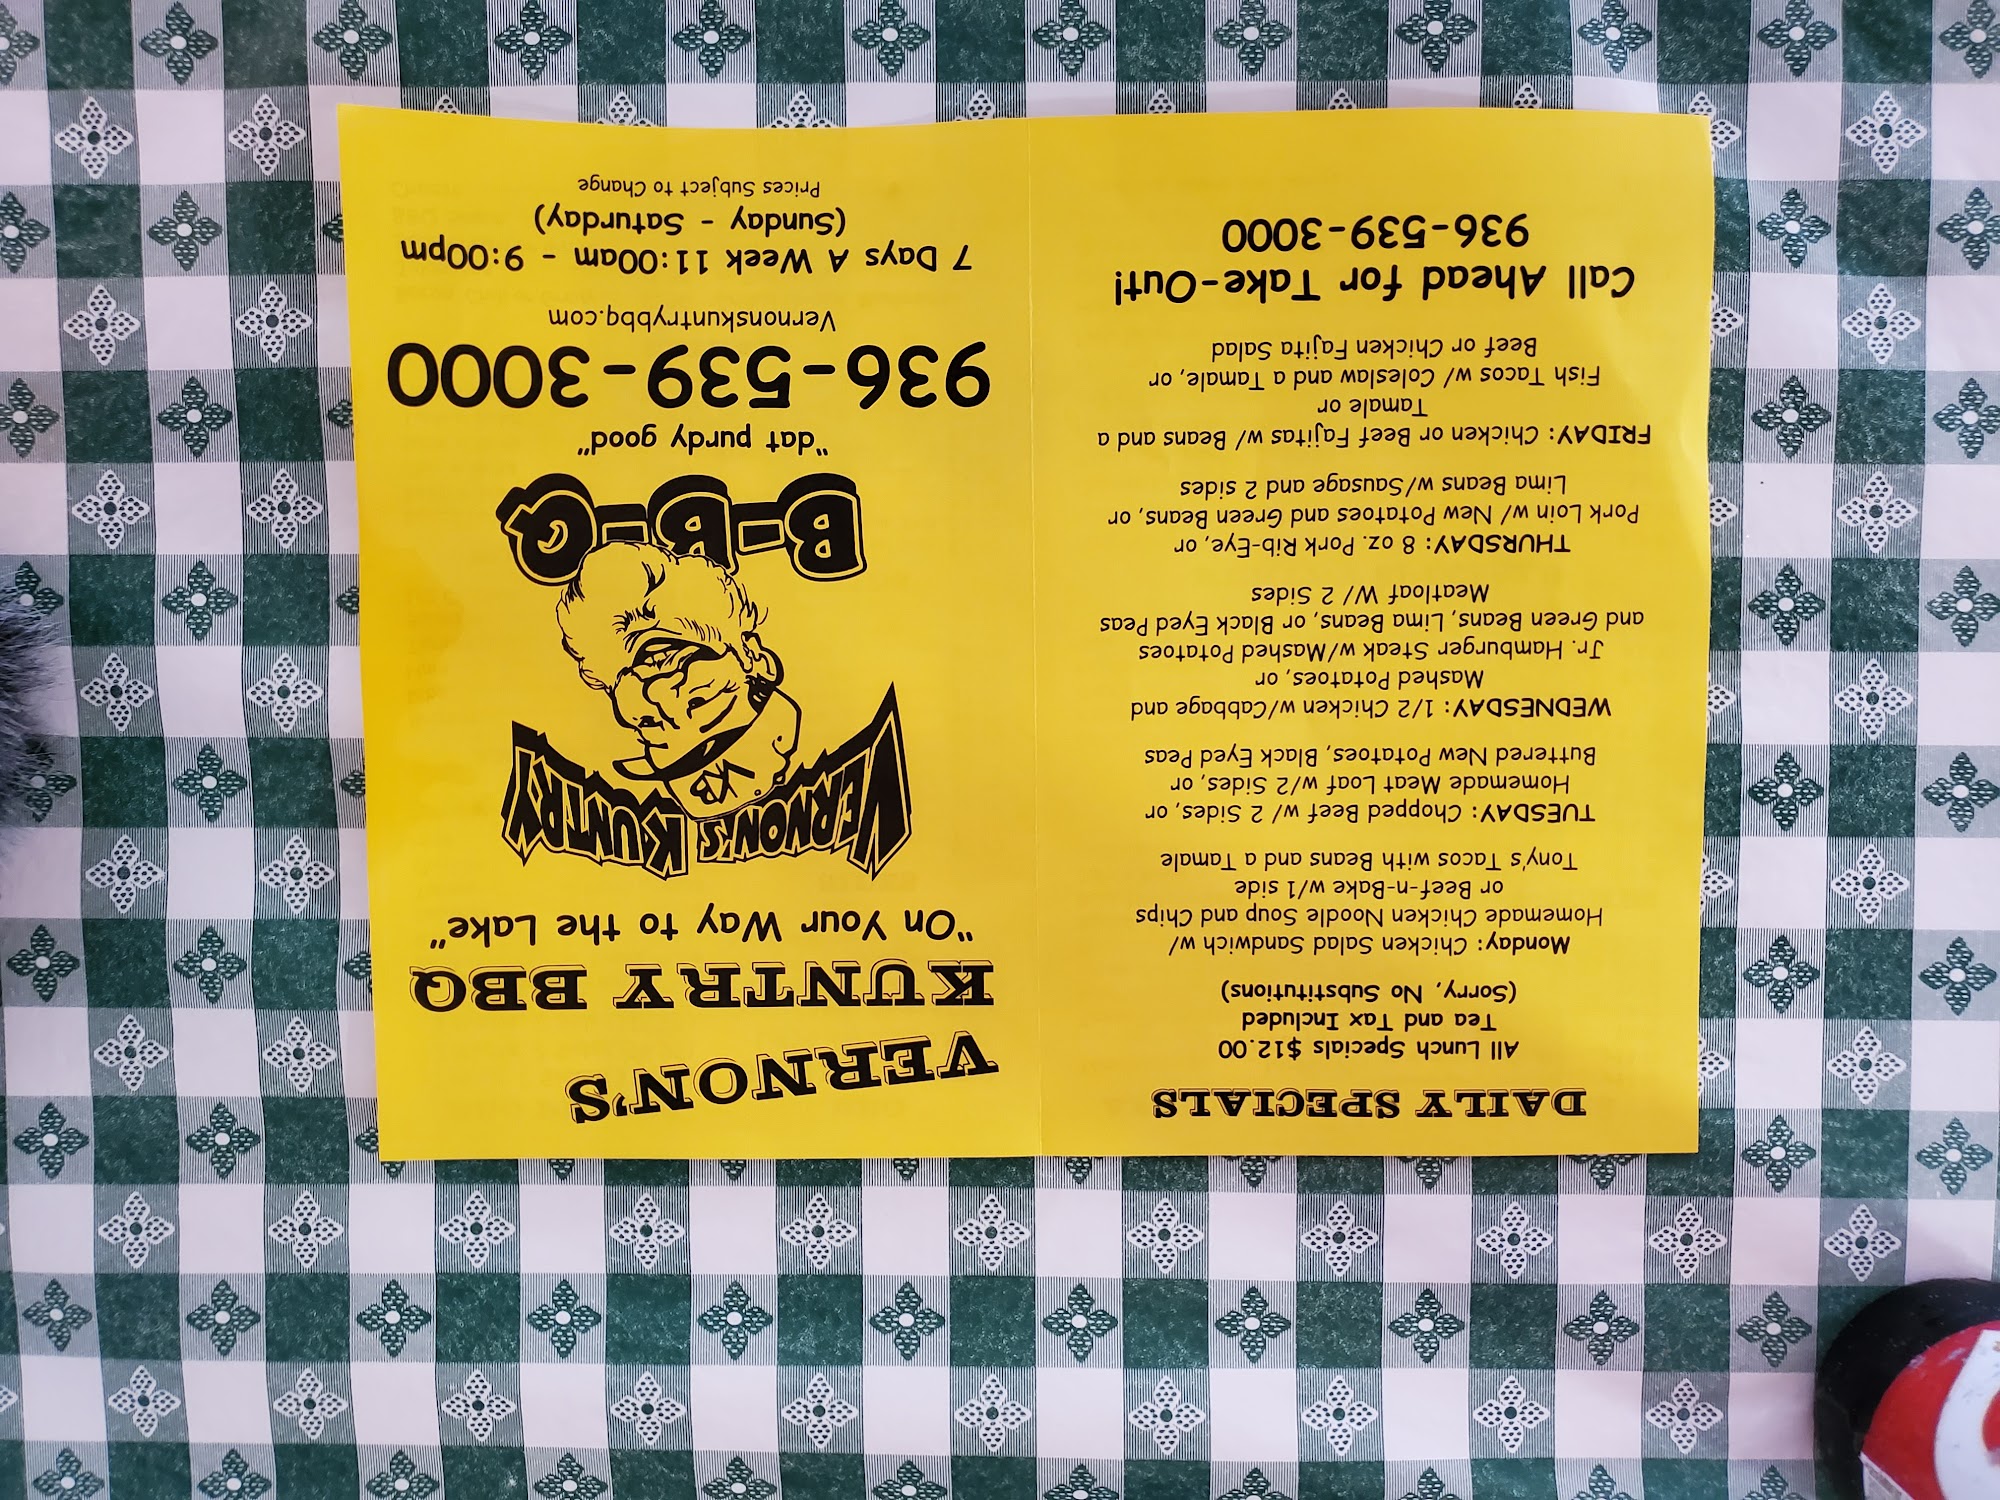 DAILY SPECIALS
All Lunch Specials $12.00
Tea and Tax Included
(Sorry, No Substitutions)
Monday: Chicken Salad Sandwich w/
Homemade Chicken Noodle Soup and Chips
or Beef-n-Bake w/1 side
Tony's Tacos with Beans and a Tamale
TUESDAY: Chopped Beef w/ 2 Sides, or
Homemade Meat Loaf w/2 Sides, or
Buttered New Potatoes, Black Eyed Peas
WEDNESDAY: 1/2 Chicken w/Cabbage and
Mashed Potatoes, or
Jr. Hamburger Steak w/Mashed Potatoes
and Green Beans, Lima Beans, or Black Eyed Peas
Meatloaf W/ 2 Sides
THURSDAY: 8 oz. Pork Rib-Eye, or,
Pork Loin w/ New Potatoes and Green Beans, or
Lima Beans w/Sausage and 2 sides
FRIDAY: Chicken or Beef Fajitas w/ Beans and a
Tamale or
Fish Tacos w/ Coleslaw and a Tamale, or
Beef or Chicken Fajita Salad
Call Ahead for Take-Out!
936-539-3000
VERNON'S
KUNTRY BBQ
"On Your Way to the Lake"
VERNON'S KUNTRY
VKB
B-B-Q
"dat purdy good"
936-539-3000
Vernonskuntrybbq.com
7 Days A Week 11:00am - 9:00pm
(Sunday - Saturday)
Prices Subject to Change